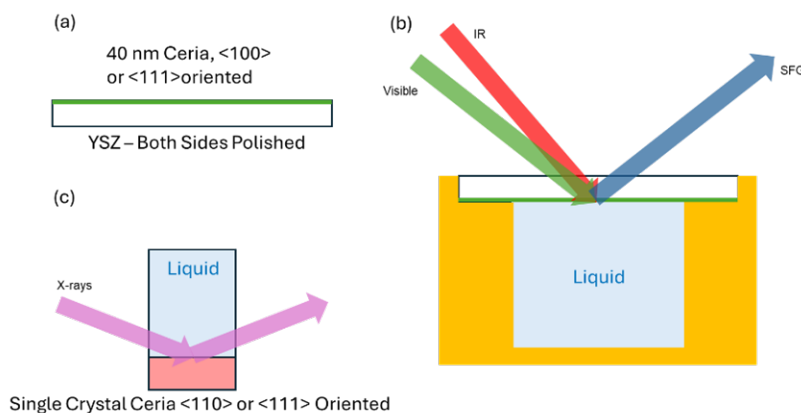 (a)
40 nm Ceria, <100>
or <111>oriented
YSZ – Both Sides Polished
(b)
IR
Visible
SFG
Liquid
(c)
Liquid
X-rays
Single Crystal Ceria <110> or <111> Oriented